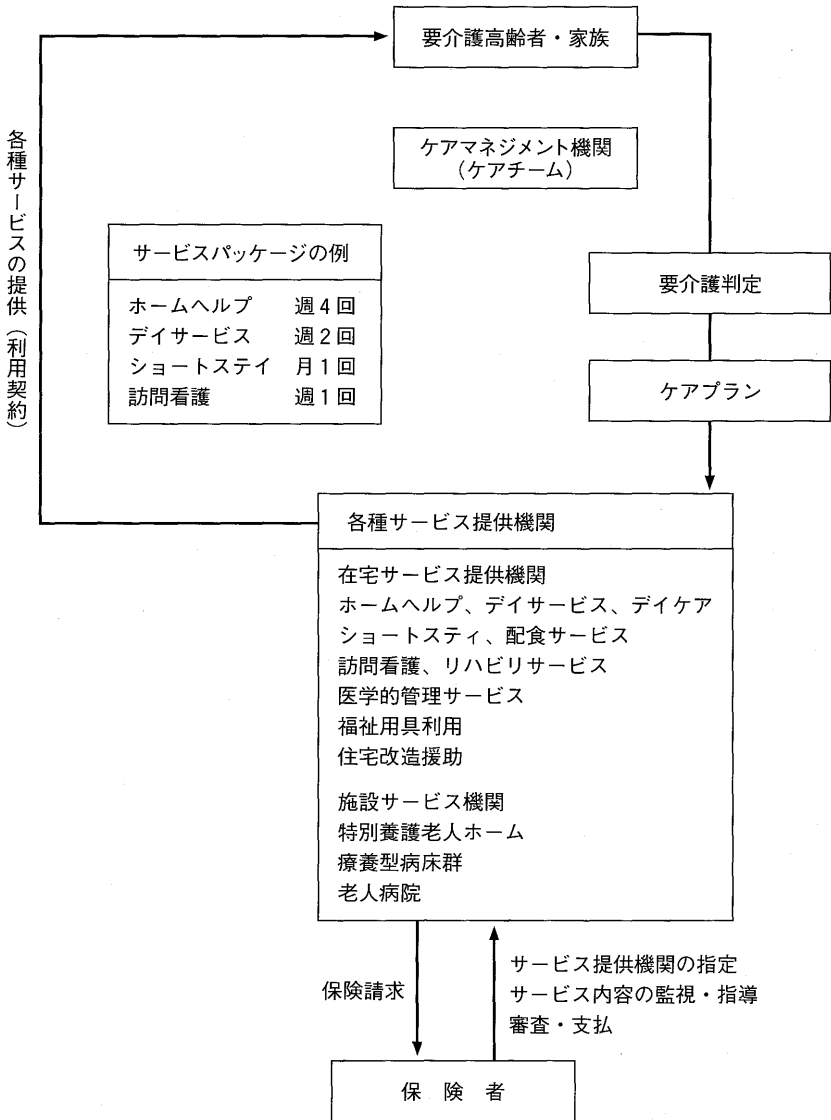 要介護高齢者・家族
ケアマネジメント機関
（ケアチーム）
各種サービスの提供（利用契約）
サービスパッケージの例
ホームヘルプ 週4回
デイサービス 週2回
ショートステイ 月1回
訪問看護 週1回
要介護判定
ケアプラン
各種サービス提供機関
在宅サービス提供機関
ホームヘルプ、デイサービス、デイケア
ショートスティ、配食サービス
訪問看護、リハビリサービス
医学的管理サービス
福祉用具利用
住宅改造援助
施設サービス機関
特別養護老人ホーム
療養型病床群
老人病院
保険請求
サービス提供機関の指定
サービス内容の監視・指導
審査・支払
保険者